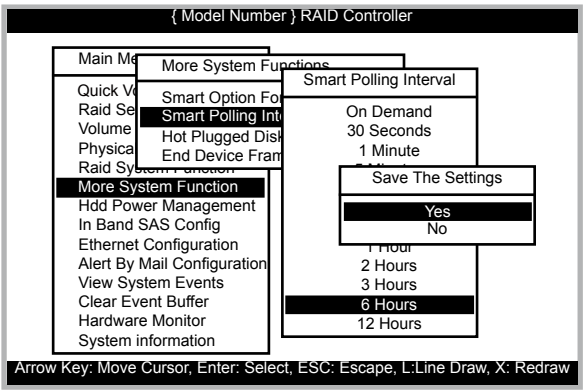 { Model Number } RAID Controller
Main Me
Quick Vo
Raid Se
Volume
Physica
Raid System Function
More System Function
Hdd Power Management
In Band SAS Config
Ethernet Configuration
Alert By Mail Configuration
View System Events
Clear Event Buffer
Hardware Monitor
System information
More System Functions
Smart Option For
Smart Polling Inte
Hot Plugged Disk
End Device Fram
Smart Polling Interval
On Demand
30 Seconds
1 Minute
1 Hour
2 Hours
3 Hours
6 Hours
12 Hours
Save The Settings
Yes
No
Arrow Key: Move Cursor, Enter: Select, ESC: Escape, L:Line Draw, X: Redraw